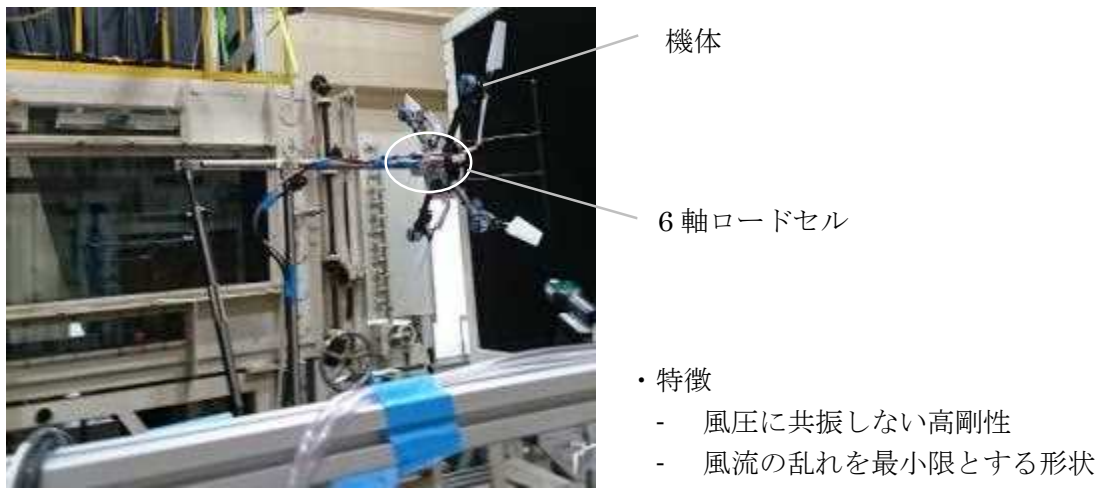 機体
6 軸ロードセル
・特徴
- 風圧に共振しない高剛性
- 風流の乱れを最小限とする形状